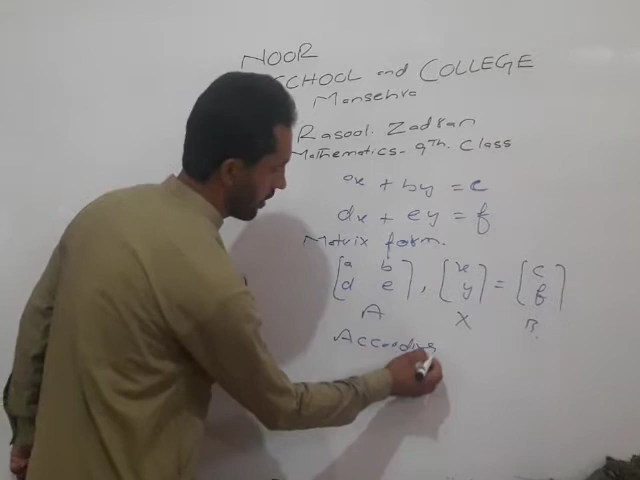 NOOR
SCHOOL and COLLEGE
Mansehra
Rasool. Zadran
Mathematics - 9th. Class
ax + by = c
dx + ey = f
Matrix form.
[a b] . [x] = [c]
[d e] [y] [f]
A X B.
According